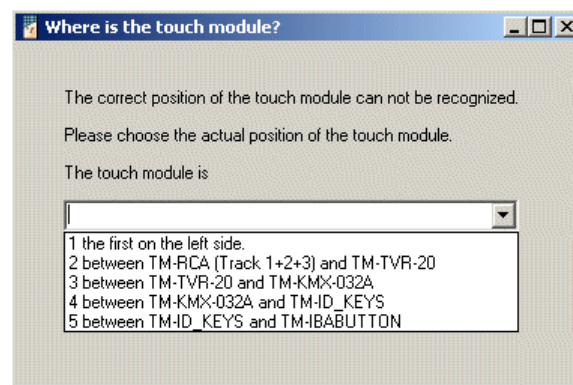 Where is the touch module?
The correct position of the touch module can not be recognized.
Please choose the actual position of the touch module.
The touch module is
1 the first on the left side.
2 between TM-RCA (Track 1+2+3) and TM-TVR-20
3 between TM-TVR-20 and TM-KMX-032A
4 between TM-KMX-032A and TM-ID_KEYS
5 between TM-ID_KEYS and TM-IBABUTTON